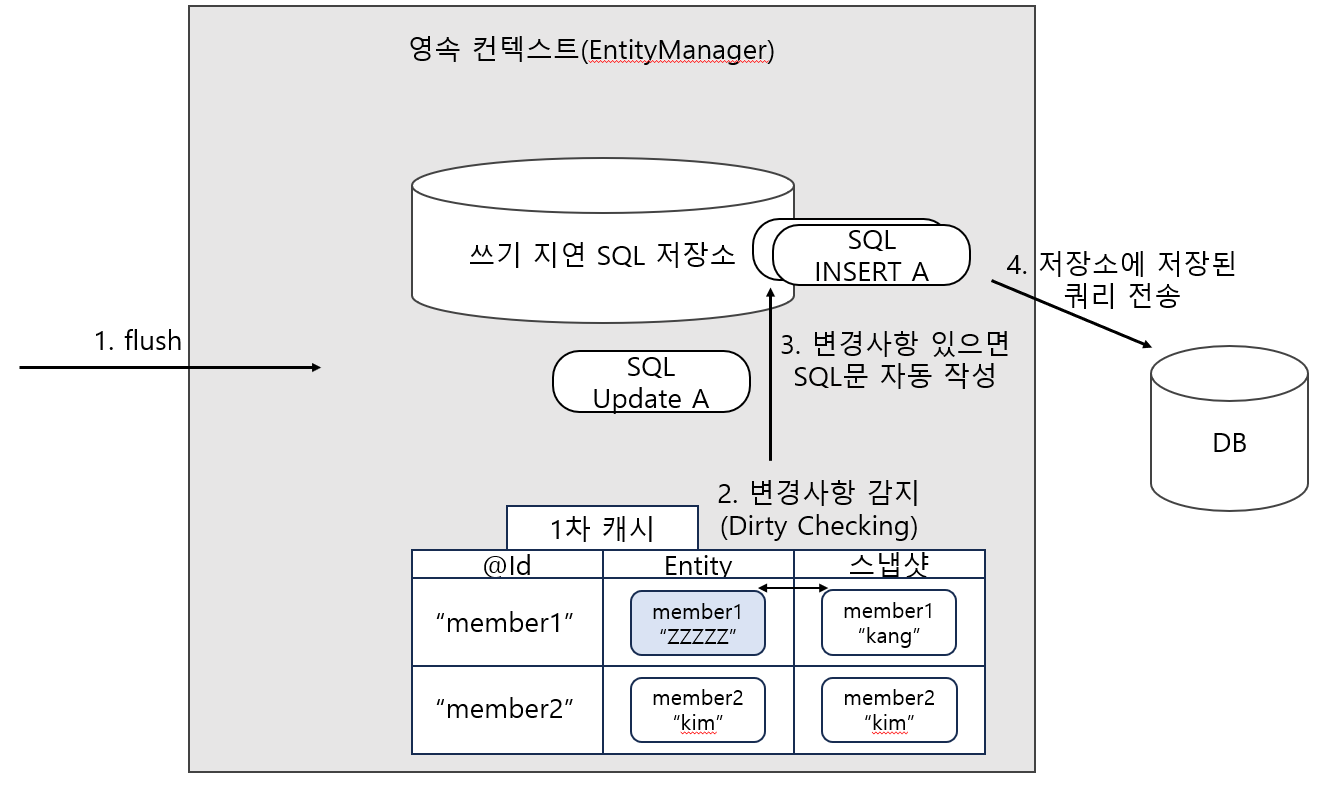 영속 컨텍스트(EntityManager)
쓰기 지연 SQL 저장소
SQL
INSERT A
4. 저장소에 저장된
쿼리 전송
1. flush
3. 변경사항 있으면
SQL문 자동 작성
SQL
Update A
DB
2. 변경사항 감지
(Dirty Checking)
1차 캐시
@Id
Entity
스냅샷
“member1”
member1
“ZZZZZ”
member1
“kang”
“member2”
member2
“kim”
member2
“kim”